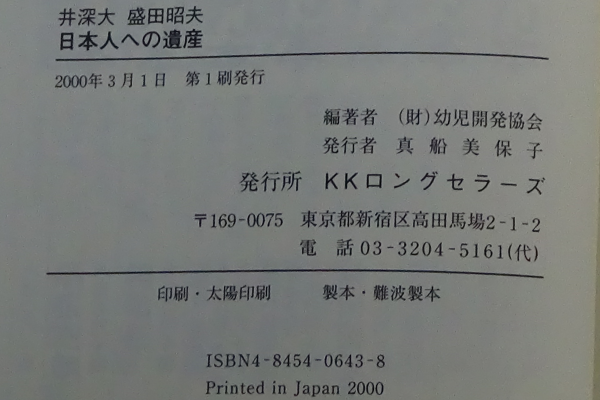 井深大 盛田昭夫
日本人への遺産
2000年3月1日 第1刷発行
編著者 (財)幼児開発協会
発行者 真船美保子
発行所 KKロングセラーズ
〒169-0075 東京都新宿区高田馬場2-1-2
電話03-3204-5161(代)
印刷・太陽印刷 製本・難波製本
ISBN4-8454-0643-8
Printed in Japan 2000